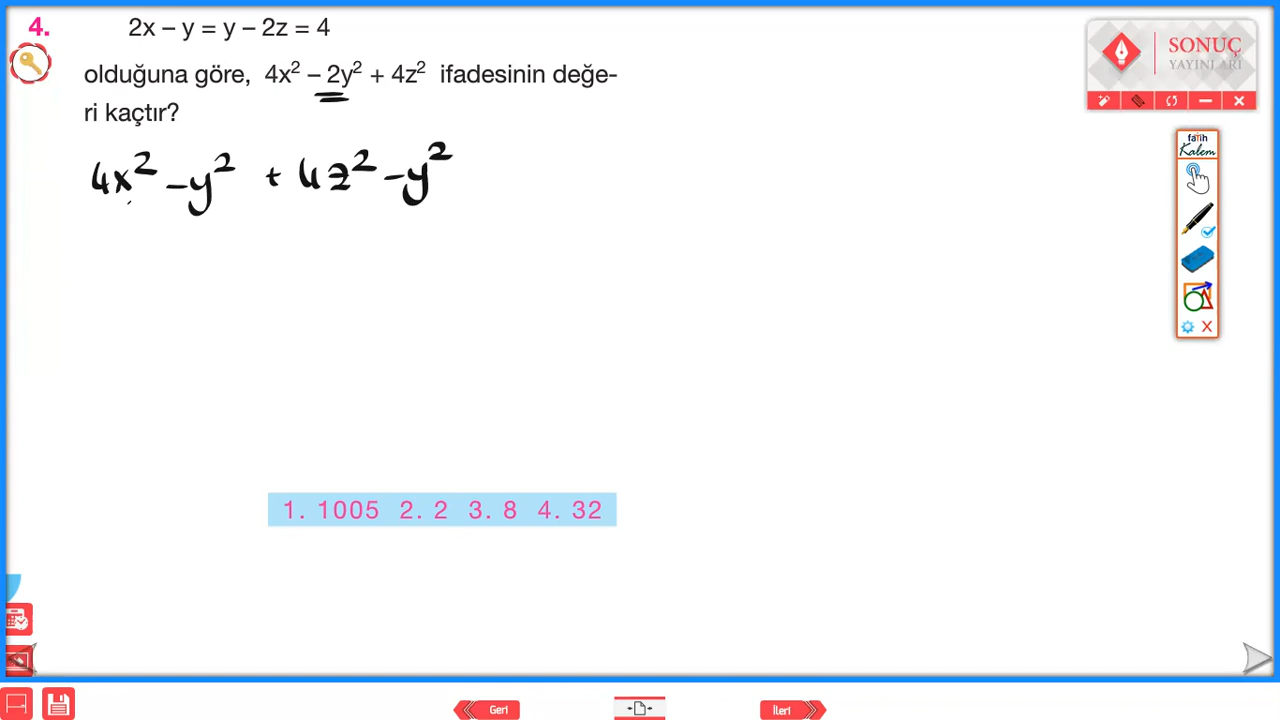 4. 2x – y = y – 2z = 4
olduğuna göre, 4x² – 2y² + 4z² ifadesinin değe-
ri kaçtır?
4x² – y² + 4z² – y²
1. 1005 2. 2 3. 8 4. 32
SONUÇ
YAYINLARI
fatih
Kalem
Geri
İleri